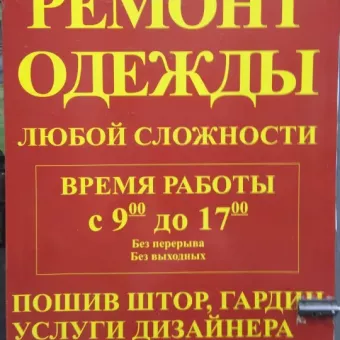 РЕМОНТ
ОДЕЖДЫ
ЛЮБОЙ СЛОЖНОСТИ
ВРЕМЯ РАБОТЫ
с 9⁰⁰ до 17⁰⁰
Без перерыва
Без выходных
ПОШИВ ШТОР, ГАРДИН
УСЛУГИ ДИЗАЙНЕРА